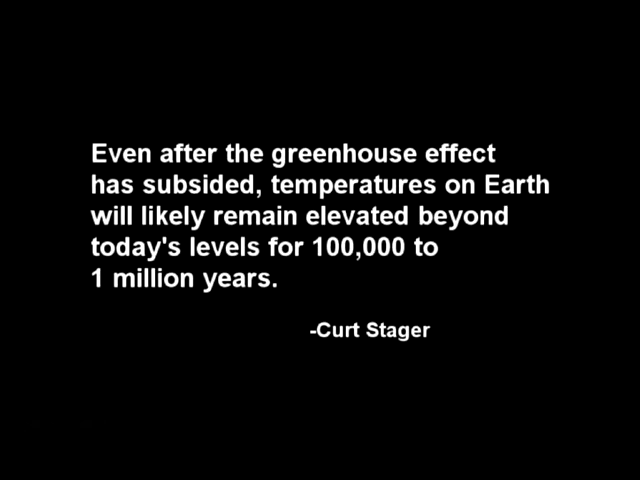 Even after the greenhouse effect
has subsided, temperatures on Earth
will likely remain elevated beyond
today's levels for 100,000 to
1 million years.
-Curt Stager